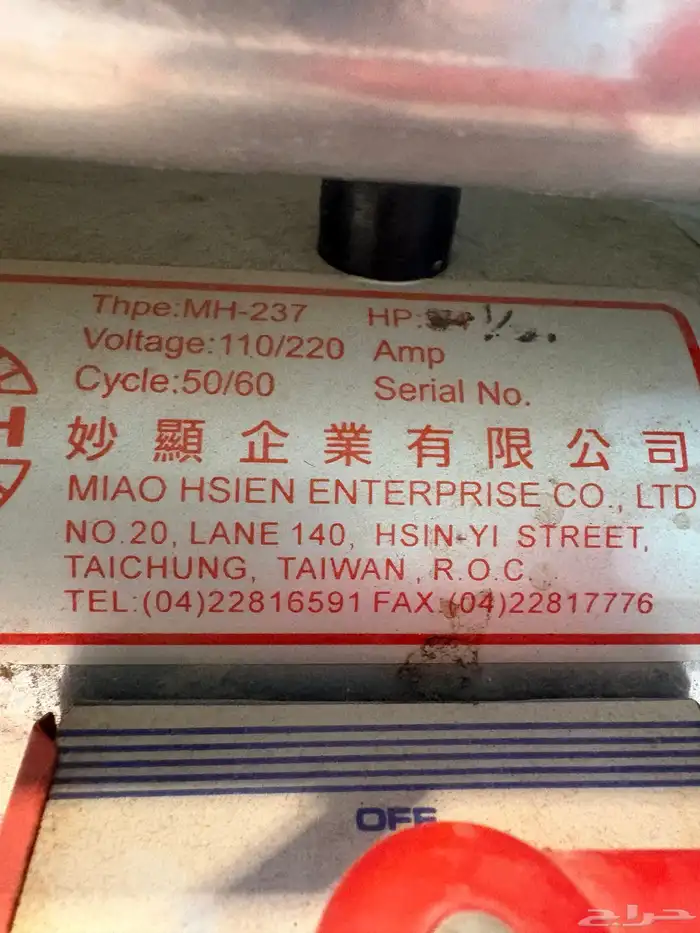 Thpe:MH-237 HP:
Voltage:110/220 Amp
Cycle:50/60 Serial No.
妙顯企業有限公司
MIAO HSIEN ENTERPRISE CO., LTD
NO.20, LANE 140, HSIN-YI STREET,
TAICHUNG, TAIWAN, R.O.C.
TEL:(04)22816591 FAX.(04)22817776
OFF
حراج